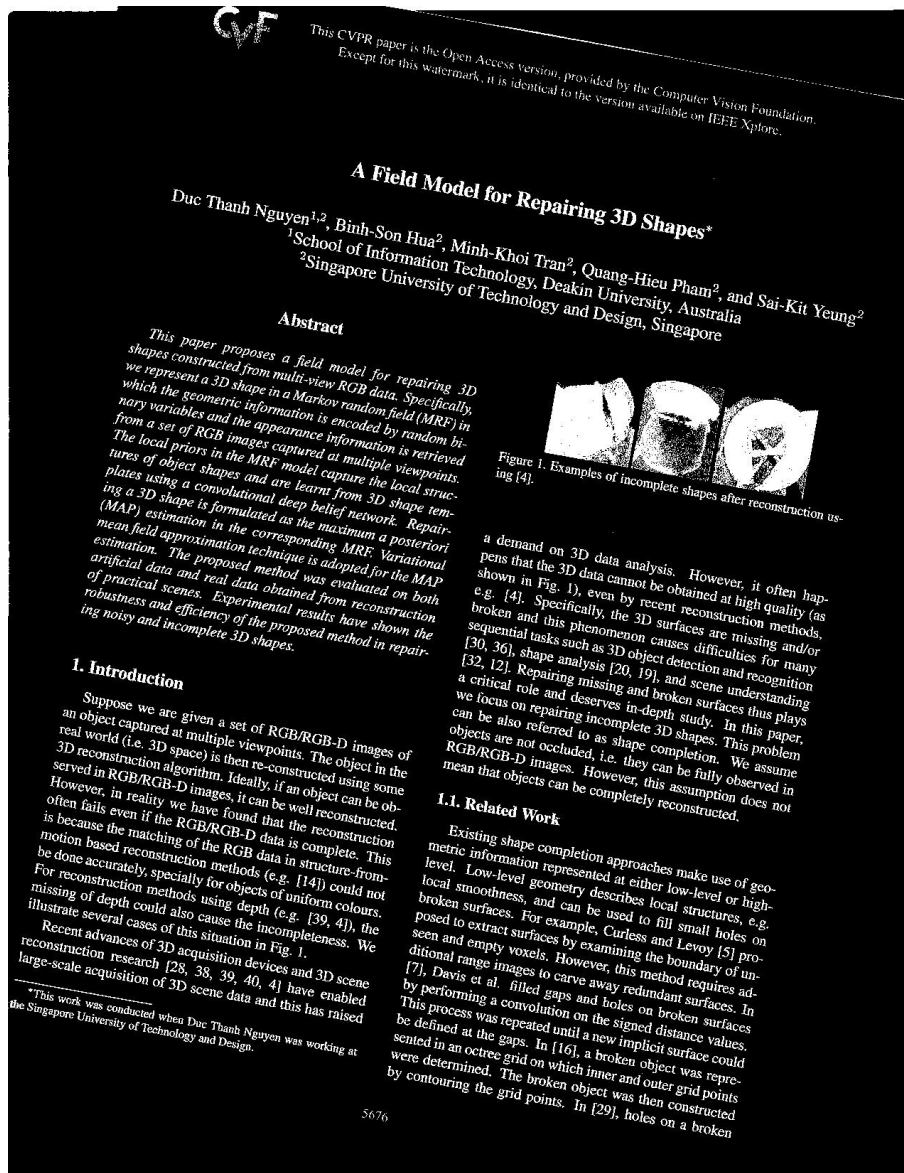 CVF
This CVPR paper is the Open Access version, provided by the Computer Vision Foundation.
Except for this watermark, it is identical to the version available on IEEE Xplore.
A Field Model for Repairing 3D Shapes*
Duc Thanh Nguyen1,2, Binh-Son Hua2, Minh-Khoi Tran2, Quang-Hieu Pham2, and Sai-Kit Yeung2
1School of Information Technology, Deakin University, Australia
2Singapore University of Technology and Design, Singapore
Abstract
This paper proposes a field model for repairing 3D
shapes constructed from multi-view RGB data. Specifically,
we represent a 3D shape in a Markov random field (MRF) in
which the geometric information is encoded by random bi-
nary variables and the appearance information is retrieved
from a set of RGB images captured at multiple viewpoints.
The local priors in the MRF model capture the local struc-
tures of object shapes and are learnt from 3D shape tem-
plates using a convolutional deep belief network. Repair-
ing a 3D shape is formulated as the maximum a posteriori
(MAP) estimation in the corresponding MRF. Variational
mean field approximation technique is adopted for the MAP
estimation. The proposed method was evaluated on both
artificial data and real data obtained from reconstruction
of practical scenes. Experimental results have shown the
robustness and efficiency of the proposed method in repair-
ing noisy and incomplete 3D shapes.
1. Introduction
Suppose we are given a set of RGB/RGB-D images of
an object captured at multiple viewpoints. The object in the
real world (i.e. 3D space) is then re-constructed using some
3D reconstruction algorithm. Ideally, if an object can be ob-
served in RGB/RGB-D images, it can be well reconstructed.
However, in reality we have found that the reconstruction
often fails even if the RGB/RGB-D data is complete. This
is because the matching of the RGB data in structure-from-
motion based reconstruction methods (e.g. [14]) could not
be done accurately, specially for objects of uniform colours.
For reconstruction methods using depth (e.g. [39, 4]), the
missing of depth could also cause the incompleteness. We
illustrate several cases of this situation in Fig. 1.
Recent advances of 3D acquisition devices and 3D scene
reconstruction research [28, 38, 39, 40, 4] have enabled
large-scale acquisition of 3D scene data and this has raised
*This work was conducted when Duc Thanh Nguyen was working at
the Singapore University of Technology and Design.
Figure 1. Examples of incomplete shapes after reconstruction us-
ing [4].
a demand on 3D data analysis. However, it often hap-
pens that the 3D data cannot be obtained at high quality (as
shown in Fig. 1), even by recent reconstruction methods,
e.g. [4]. Specifically, the 3D surfaces are missing and/or
broken and this phenomenon causes difficulties for many
sequential tasks such as 3D object detection and recognition
[30, 36], shape analysis [20, 19], and scene understanding
[32, 12]. Repairing missing and broken surfaces thus plays
a critical role and deserves in-depth study. In this paper,
we focus on repairing incomplete 3D shapes. This problem
can be also referred to as shape completion. We assume
objects are not occluded, i.e. they can be fully observed in
RGB/RGB-D images. However, this assumption does not
mean that objects can be completely reconstructed.
1.1. Related Work
Existing shape completion approaches make use of geo-
metric information represented at either low-level or high-
level. Low-level geometry describes local structures, e.g.
local smoothness, and can be used to fill small holes on
broken surfaces. For example, Curless and Levoy [5] pro-
posed to extract surfaces by examining the boundary of un-
seen and empty voxels. However, this method requires ad-
ditional range images to carve away redundant surfaces. In
[7], Davis et al. filled gaps and holes on broken surfaces
by performing a convolution on the signed distance values.
This process was repeated until a new implicit surface could
be defined at the gaps. In [16], a broken object was repre-
sented in an octree grid on which inner and outer grid points
were determined. The broken object was then constructed
by contouring the grid points. In [29], holes on a broken
5676